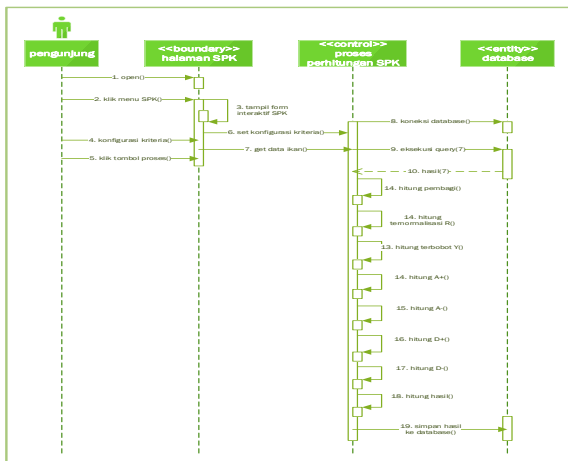 pengunjung
<<boundary>>
halaman SPK
<<control>>
proses
perhitungan SPK
<<entity>>
database
1. open()
2. klik menu SPK()
3. tampil form
interaktif SPK
4. konfigurasi kriteria()
5. klik tombol proses()
6. set konfigurasi kriteria()
7. get data ikan()
8. koneksi database()
9. eksekusi query(7)
10. hasil(7)
14. hitung pembagi()
14. hitung
ternormalisasi R()
13. hitung terbobot Y()
14. hitung A+()
15. hitung A-()
16. hitung D+()
17. hitung D-()
18. hitung hasil()
19. simpan hasil
ke database()